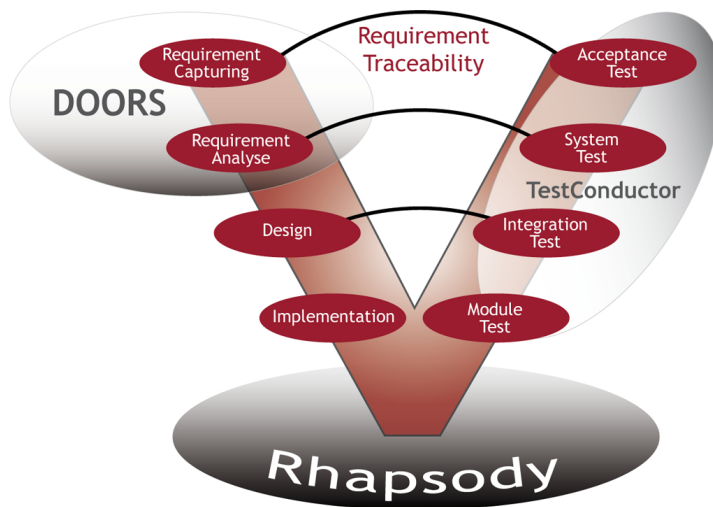 Requirement
Capturing
Requirement
Traceability
Acceptance
Test
DOORS
Requirement
Analyse
System
Test
TestConductor
Design
Integration
Test
Implementation
Module
Test
Rhapsody